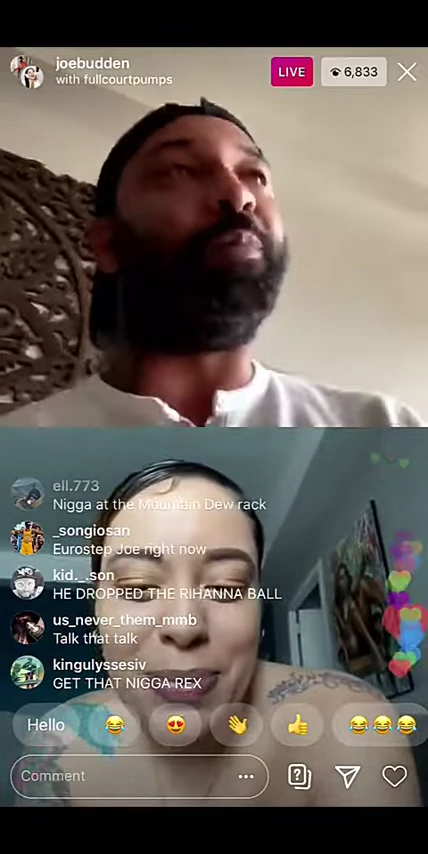 joebudden
with fullcourtpumps
LIVE
6,833
ell.773
Nigga at the Mountain Dew rack
_songiosan
Eurostep Joe right now
kid._.son
HE DROPPED THE RIHANNA BALL
us_never_them_mmb
Talk that talk
kingulyssesiv
GET THAT NIGGA REX
Hello
Comment